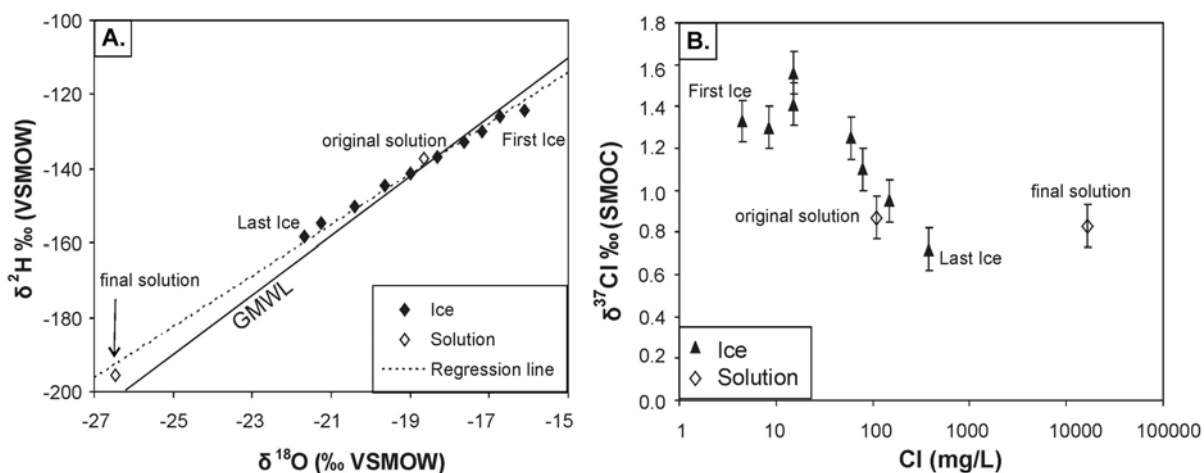 A.
-100
-120
-140
-160
-180
-200
δ ²H ‰ (VSMOW)
original solution
First Ice
Last Ice
final solution
GMWL
Ice
Solution
Regression line
-27 -25 -23 -21 -19 -17 -15
δ ¹⁸O (‰ VSMOW)
B.
1.8
1.6
1.4
1.2
1.0
0.8
0.6
0.4
0.2
0.0
δ³⁷Cl ‰ (SMOC)
First Ice
final solution
original solution
Last Ice
Ice
Solution
1 10 100 1000 10000 100000
Cl (mg/L)